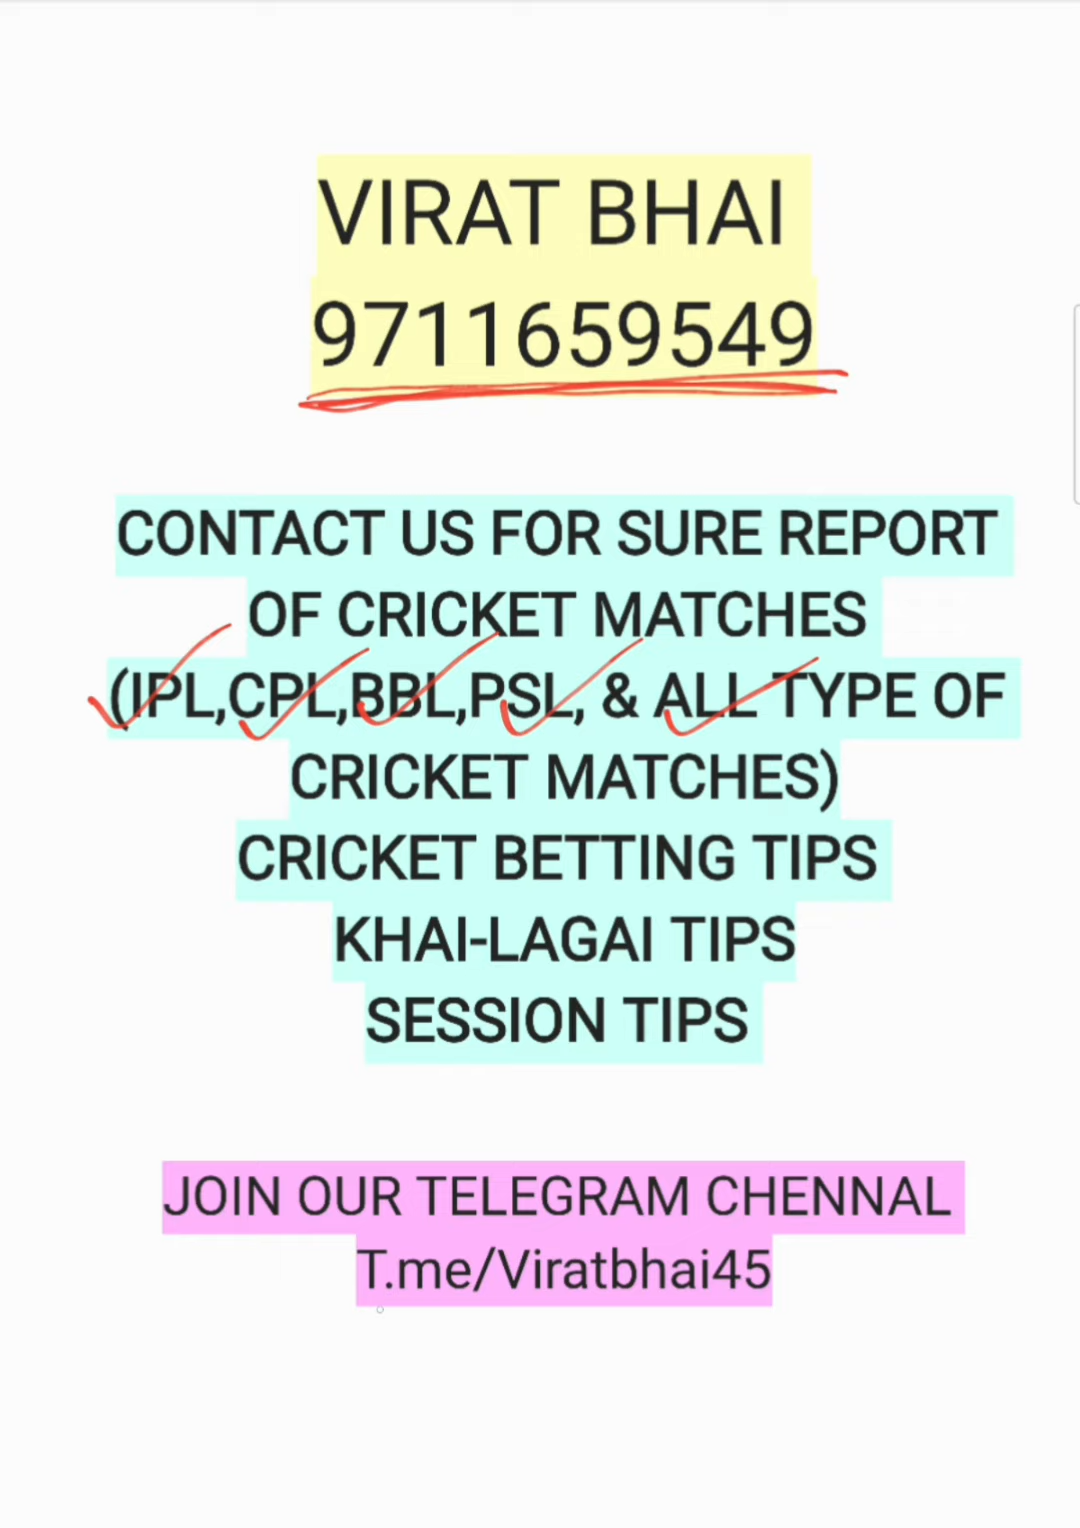 VIRAT BHAI
9711659549
CONTACT US FOR SURE REPORT
OF CRICKET MATCHES
(IPL,CPL,BBL,PSL, & ALL TYPE OF
CRICKET MATCHES)
CRICKET BETTING TIPS
KHAI-LAGAI TIPS
SESSION TIPS
JOIN OUR TELEGRAM CHENNAL
T.me/Viratbhai45